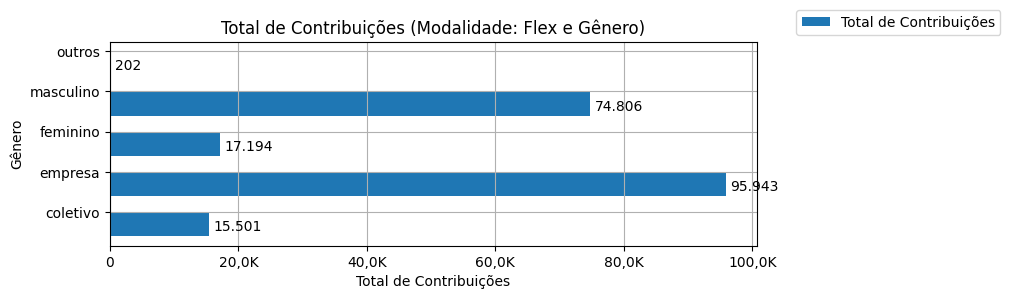 Total de Contribuições (Modalidade: Flex e Gênero)
Total de Contribuições
outros
202
masculino
74.806
feminino
17.194
empresa
95.943
coletivo
15.501
Gênero
0
20,0K
40,0K
60,0K
80,0K
100,0K
Total de Contribuições